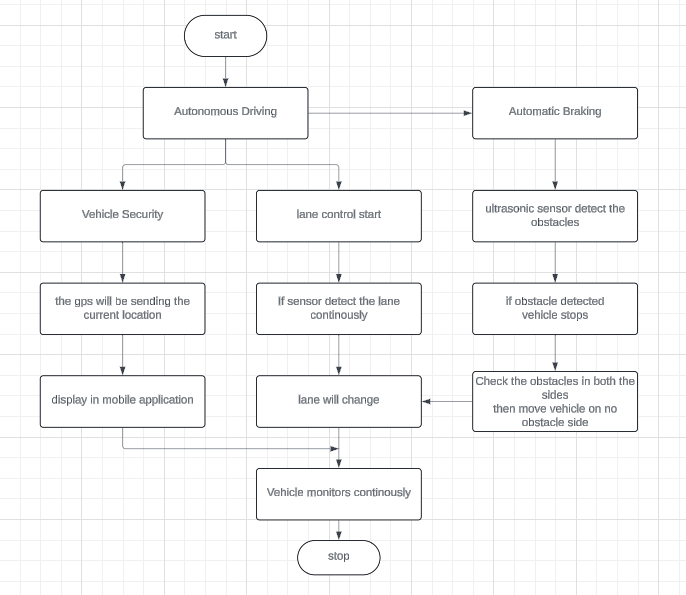 start
Autonomous Driving
Automatic Braking
Vehicle Security
lane control start
ultrasonic sensor detect the
obstacles
the gps will be sending the
current location
If sensor detect the lane
continously
if obstacle detected
vehicle stops
display in mobile application
lane will change
Check the obstacles in both the
sides
then move vehicle on no
obstacle side
Vehicle monitors continously
stop